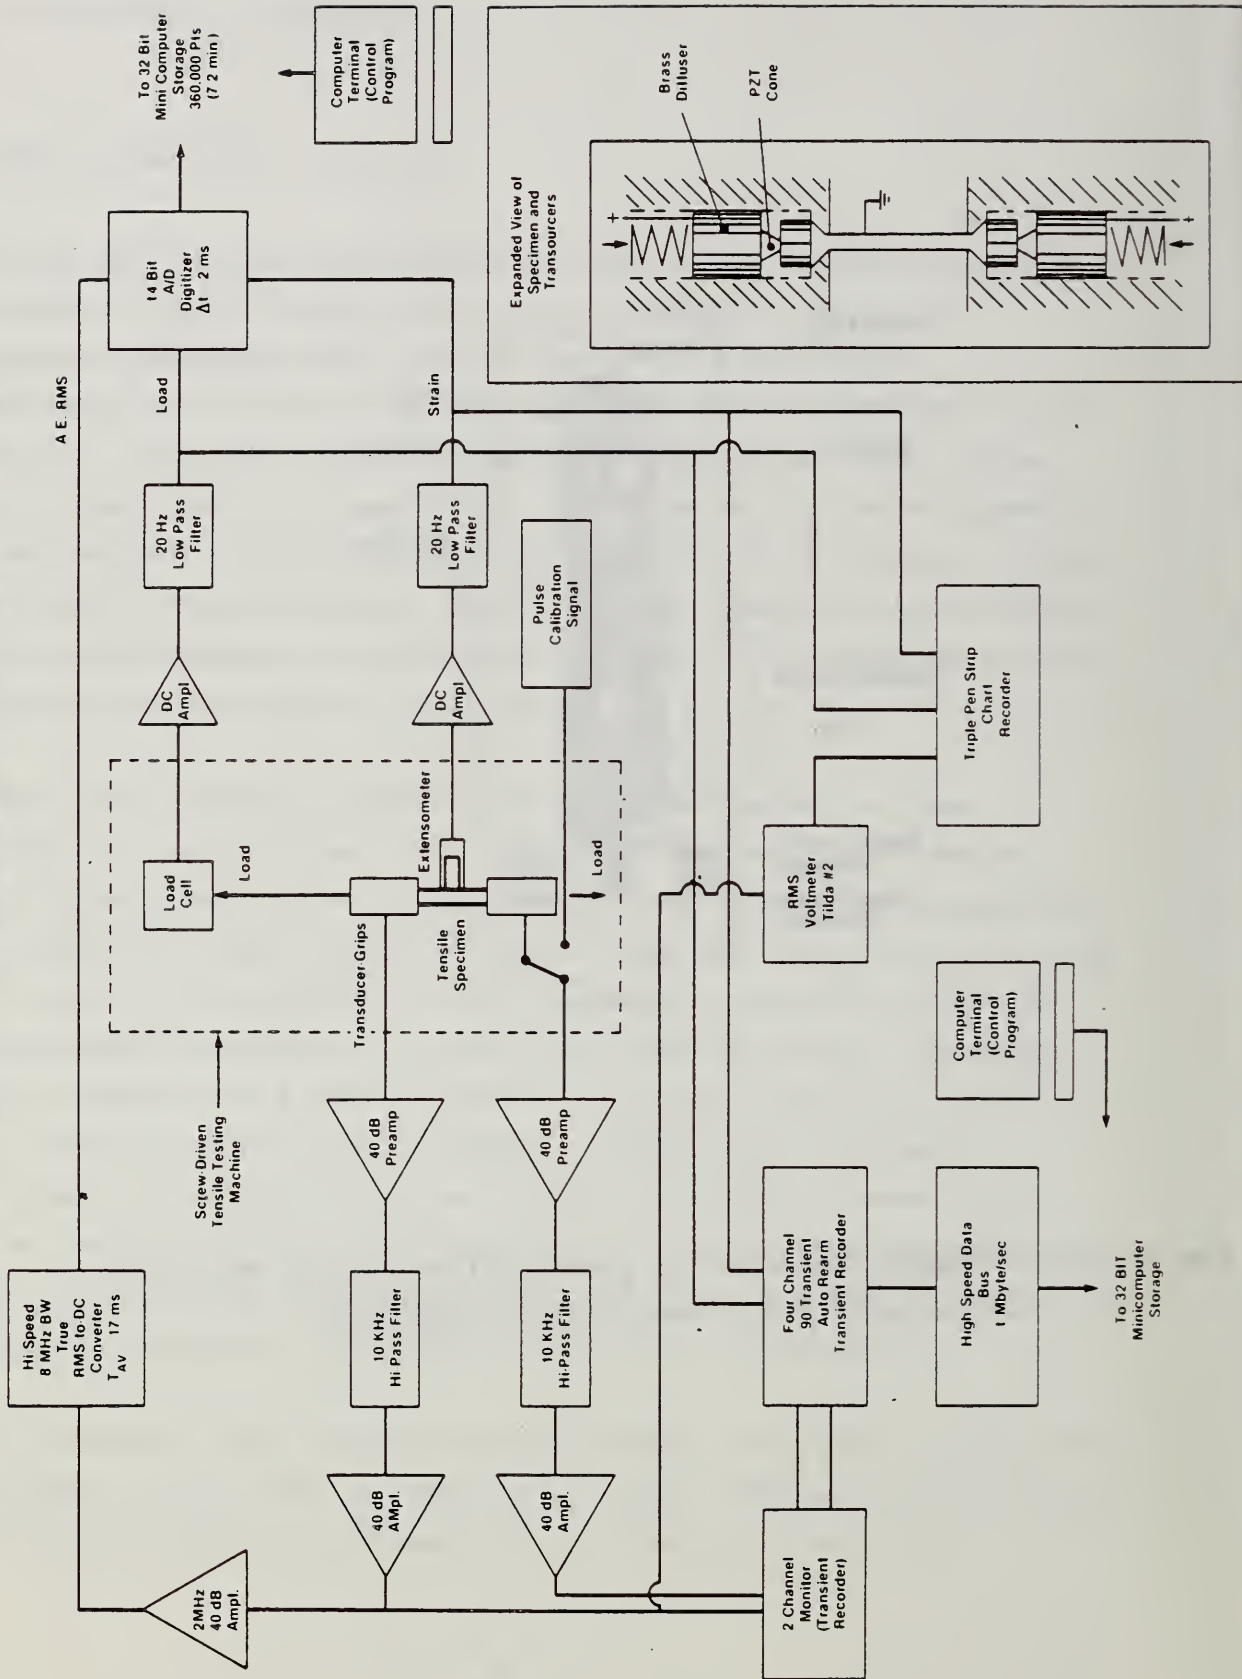 Hi Speed
8 MHz BW
True
RMS to-DC
Converter
T AV 17 ms
A E. RMS
To 32 Bit
Mini Computer
Storage
360.000 Pts
(7 2 min )
Computer
Terminal
(Control
Program)
t4 Bit
A/D
Digitizer
Δt 2 ms
Load
Strain
20 Hz
Low Pass
Filter
20 Hz
Low Pass
Filter
DC
Ampl
DC
Ampl
Pulse
Calibration
Signal
Load
Cell
Load
Extensometer
Load
Transducer-Grips
Tensile
Specimen
Screw-Driven
Tensile Testing
Machine
40 dB
Preamp
40 dB
Preamp
10 KHz
Hi-Pass Filter
10 KHz
Hi-Pass Filter
40 dB
AMpl.
40 dB
Ampl.
2MHz
40 dB
Ampl.
2 Channel
Monitor
(Transient
Recorder)
Four Channel
90 Transient
Auto Rearm
Transient Recorder
High Speed Data
Bus
t Mbyte/sec
To 32 BIT
Minicomputer
Storage
Computer
Terminal
(Control
Program)
RMS
Voltmeter
Tilda #2
Triple Pen Strip
Chart
Recorder
Expanded View of
Specimen and
Transourcers
Brass
Diffuser
PZT
Cone
+
+